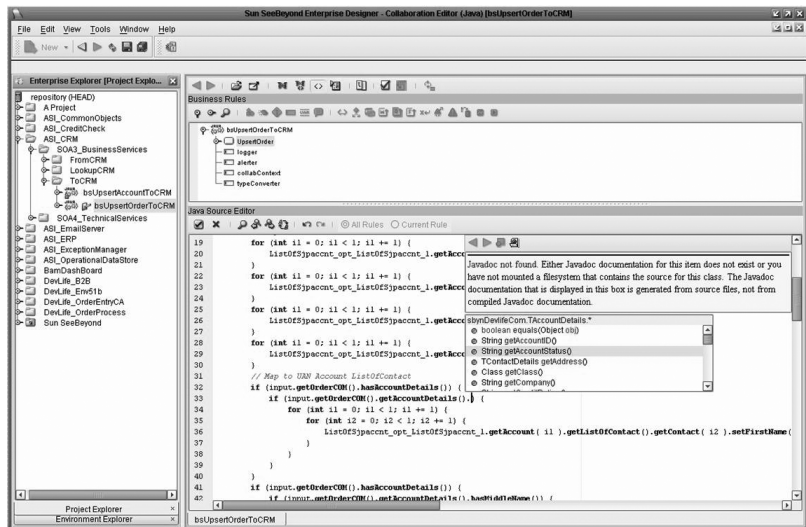 Sun SeeBeyond Enterprise Designer - Collaboration Editor (Java) [bsUpsertOrderToCRM]
File Edit View Tools Window Help
New
Enterprise Explorer [Project Explo...
repository (HEAD)
A Project
ASI_CommonObjects
ASI_CreditCheck
ASI_CRM
SOA3_BusinessServices
FromCRM
LookupCRM
ToCRM
bsUpsertAccountToCRM
bsUpsertOrderToCRM
SOA4_TechnicalServices
ASI_EmailServer
ASI_ERP
ASI_ExceptionManager
ASI_OperationalDataStore
BamDashBoard
DevLife_B2B
DevLife_Env51b
DevLife_OrderEntryCA
DevLife_OrderProcess
Sun SeeBeyond
Project Explorer
Environment Explorer
Business Rules
bsUpsertOrderToCRM
UpsertOrder
logger
alerter
collabContext
typeConverter
Java Source Editor
All Rules Current Rule
19 for (int i1 = 0; i1 < 1; i1 += 1) {
20 ListOfSjpaccnt_opt_ListOfSjpaccnt_1.getAcco
21 }
22 for (int i1 = 0; i1 < 1; i1 += 1) {
23 ListOfSjpaccnt_opt_ListOfSjpaccnt_1.getAcco
24 }
25 for (int i1 = 0; i1 < 1; i1 += 1) {
26 ListOfSjpaccnt_opt_ListOfSjpaccnt_1.getAcco
27 }
28 for (int i1 = 0; i1 < 1; i1 += 1) {
29 ListOfSjpaccnt_opt_ListOfSjpaccnt_1.getAcco
30 }
31 // Map to UAN Account ListOfContact
32 if (input.getOrderCOM().hasAccountDetails()) {
33 if (input.getOrderCOM().getAccountDetails().) {
34 for (int i1 = 0; i1 < 1; i1 += 1) {
35 for (int i2 = 0; i2 < 1; i2 += 1) {
36 ListOfSjpaccnt_opt_ListOfSjpaccnt_1.getAccount( i1 ).getListOfContact().getContact( i2 ).setFirstName(
37 }
38 }
39 }
40 }
41 if (input.getOrderCOM().hasAccountDetails()) {
42 if (input.getOrderCOM().getAccountDetails().hasMiddleName()) {
Javadoc not found. Either Javadoc documentation for this item does not exist or you
have not mounted a filesystem that contains the source for this class. The Javadoc
documentation that is displayed in this box is generated from source files, not from
compiled Javadoc documentation.
sbynDevlifeCom.TAccountDetails.*
boolean equals(Object obj)
String getAccountID()
String getAccountStatus()
TContactDetails getAddress()
Class getClass()
String getCompany()
bsUpsertOrderToCRM